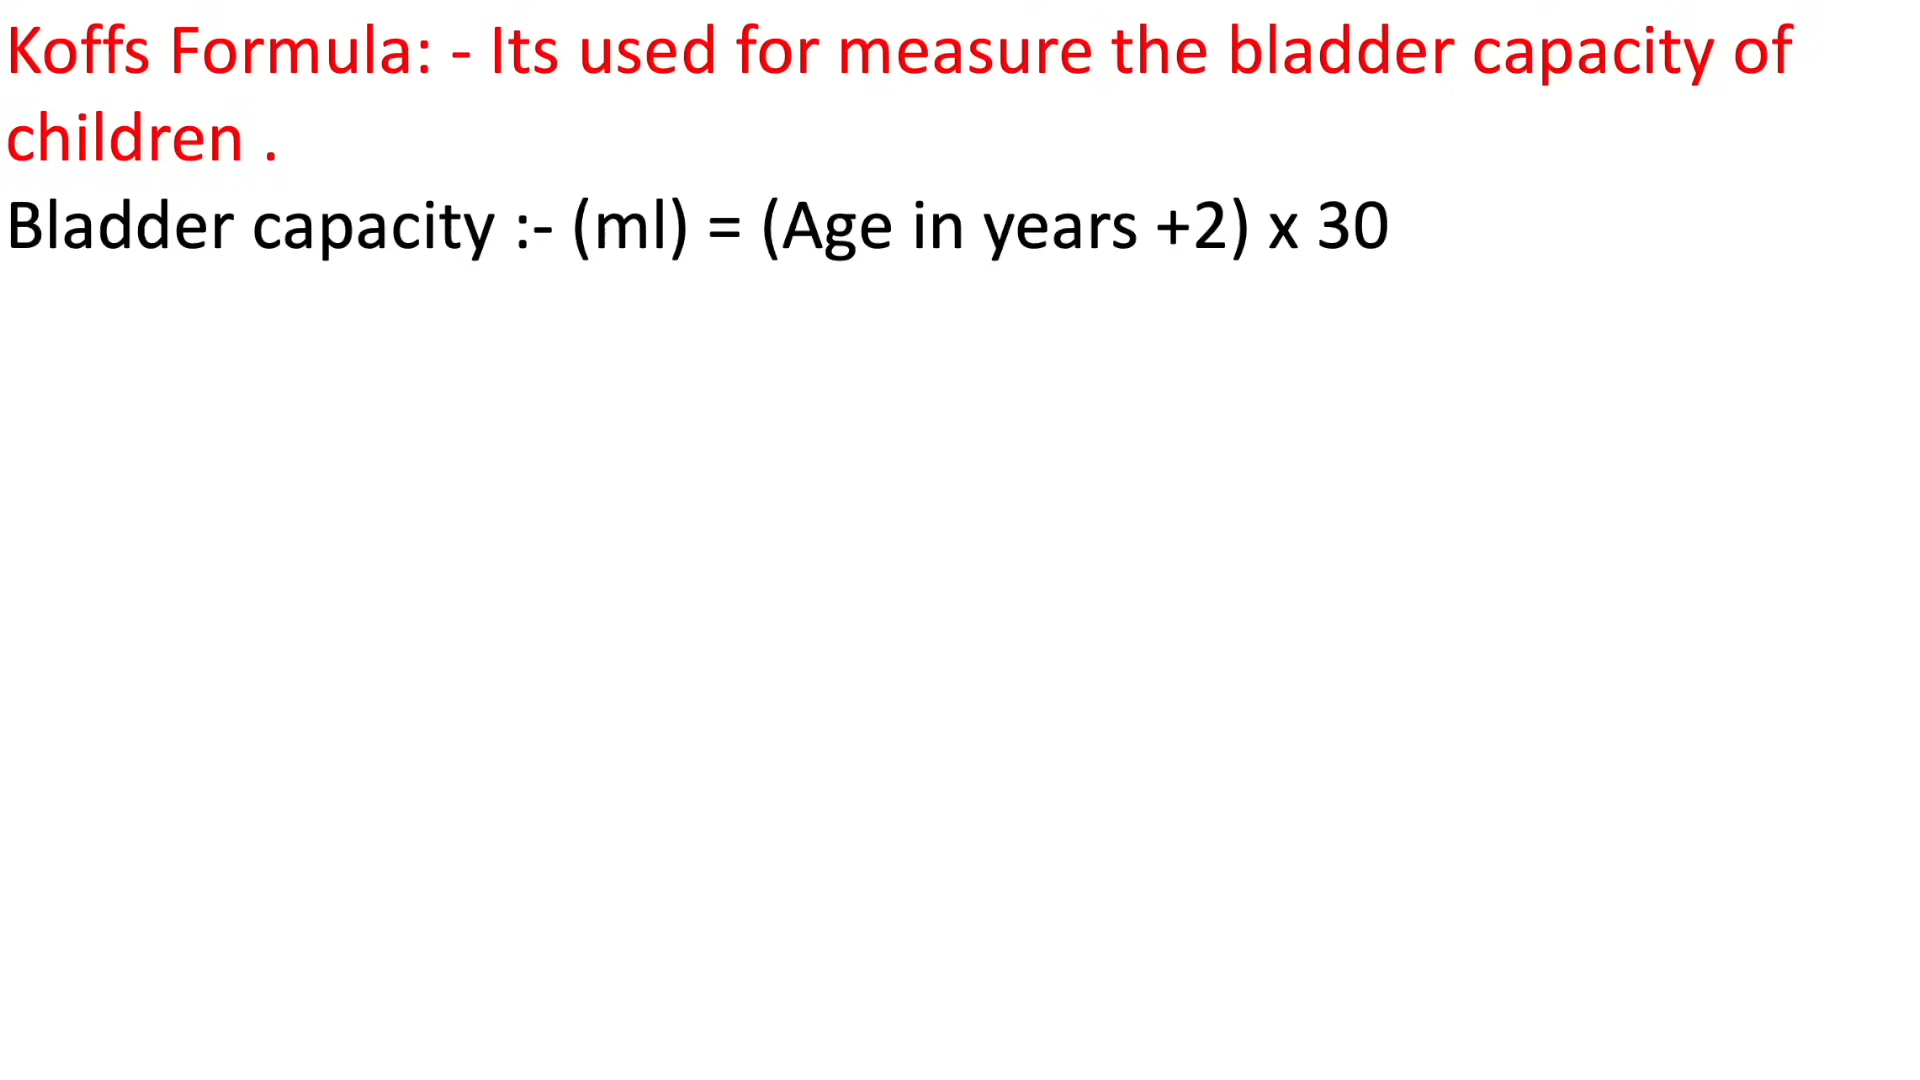 Koffs Formula: - Its used for measure the bladder capacity of
children .
Bladder capacity :- (ml) = (Age in years +2) x 30